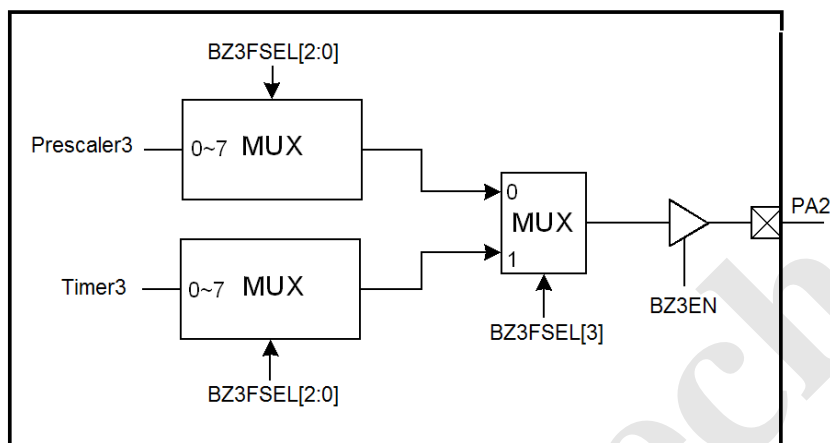 BZ3FSEL[2:0]
Prescaler3
0~7 MUX
0
MUX
1
PA2
Timer3
0~7 MUX
BZ3EN
BZ3FSEL[3]
BZ3FSEL[2:0]